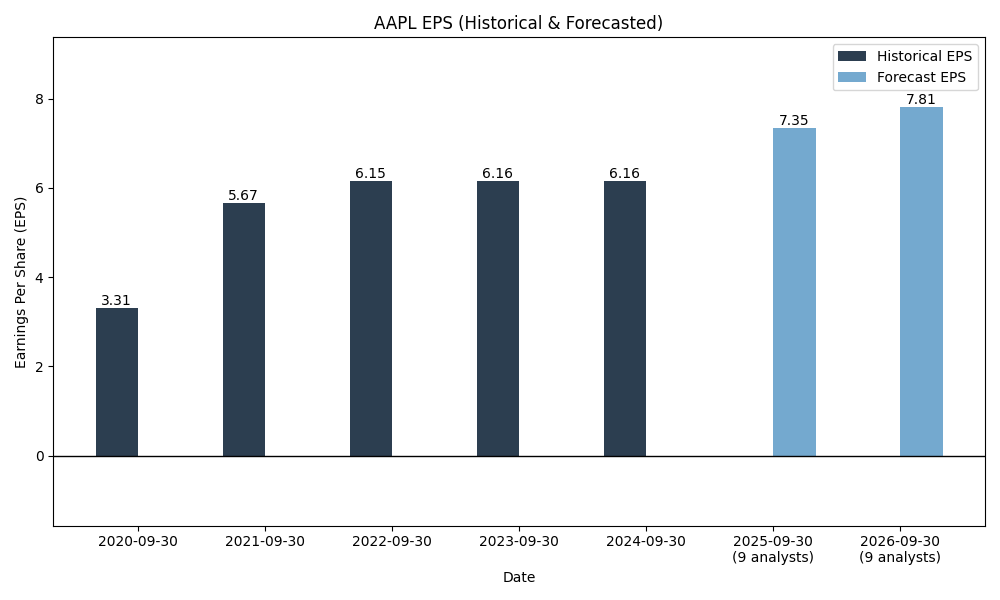 AAPL EPS (Historical & Forecasted)
Historical EPS
Forecast EPS
Earnings Per Share (EPS)
8
6
4
2
0
3.31
5.67
6.15
6.16
6.16
7.35
7.81
2020-09-30
2021-09-30
2022-09-30
2023-09-30
2024-09-30
2025-09-30
(9 analysts)
2026-09-30
(9 analysts)
Date